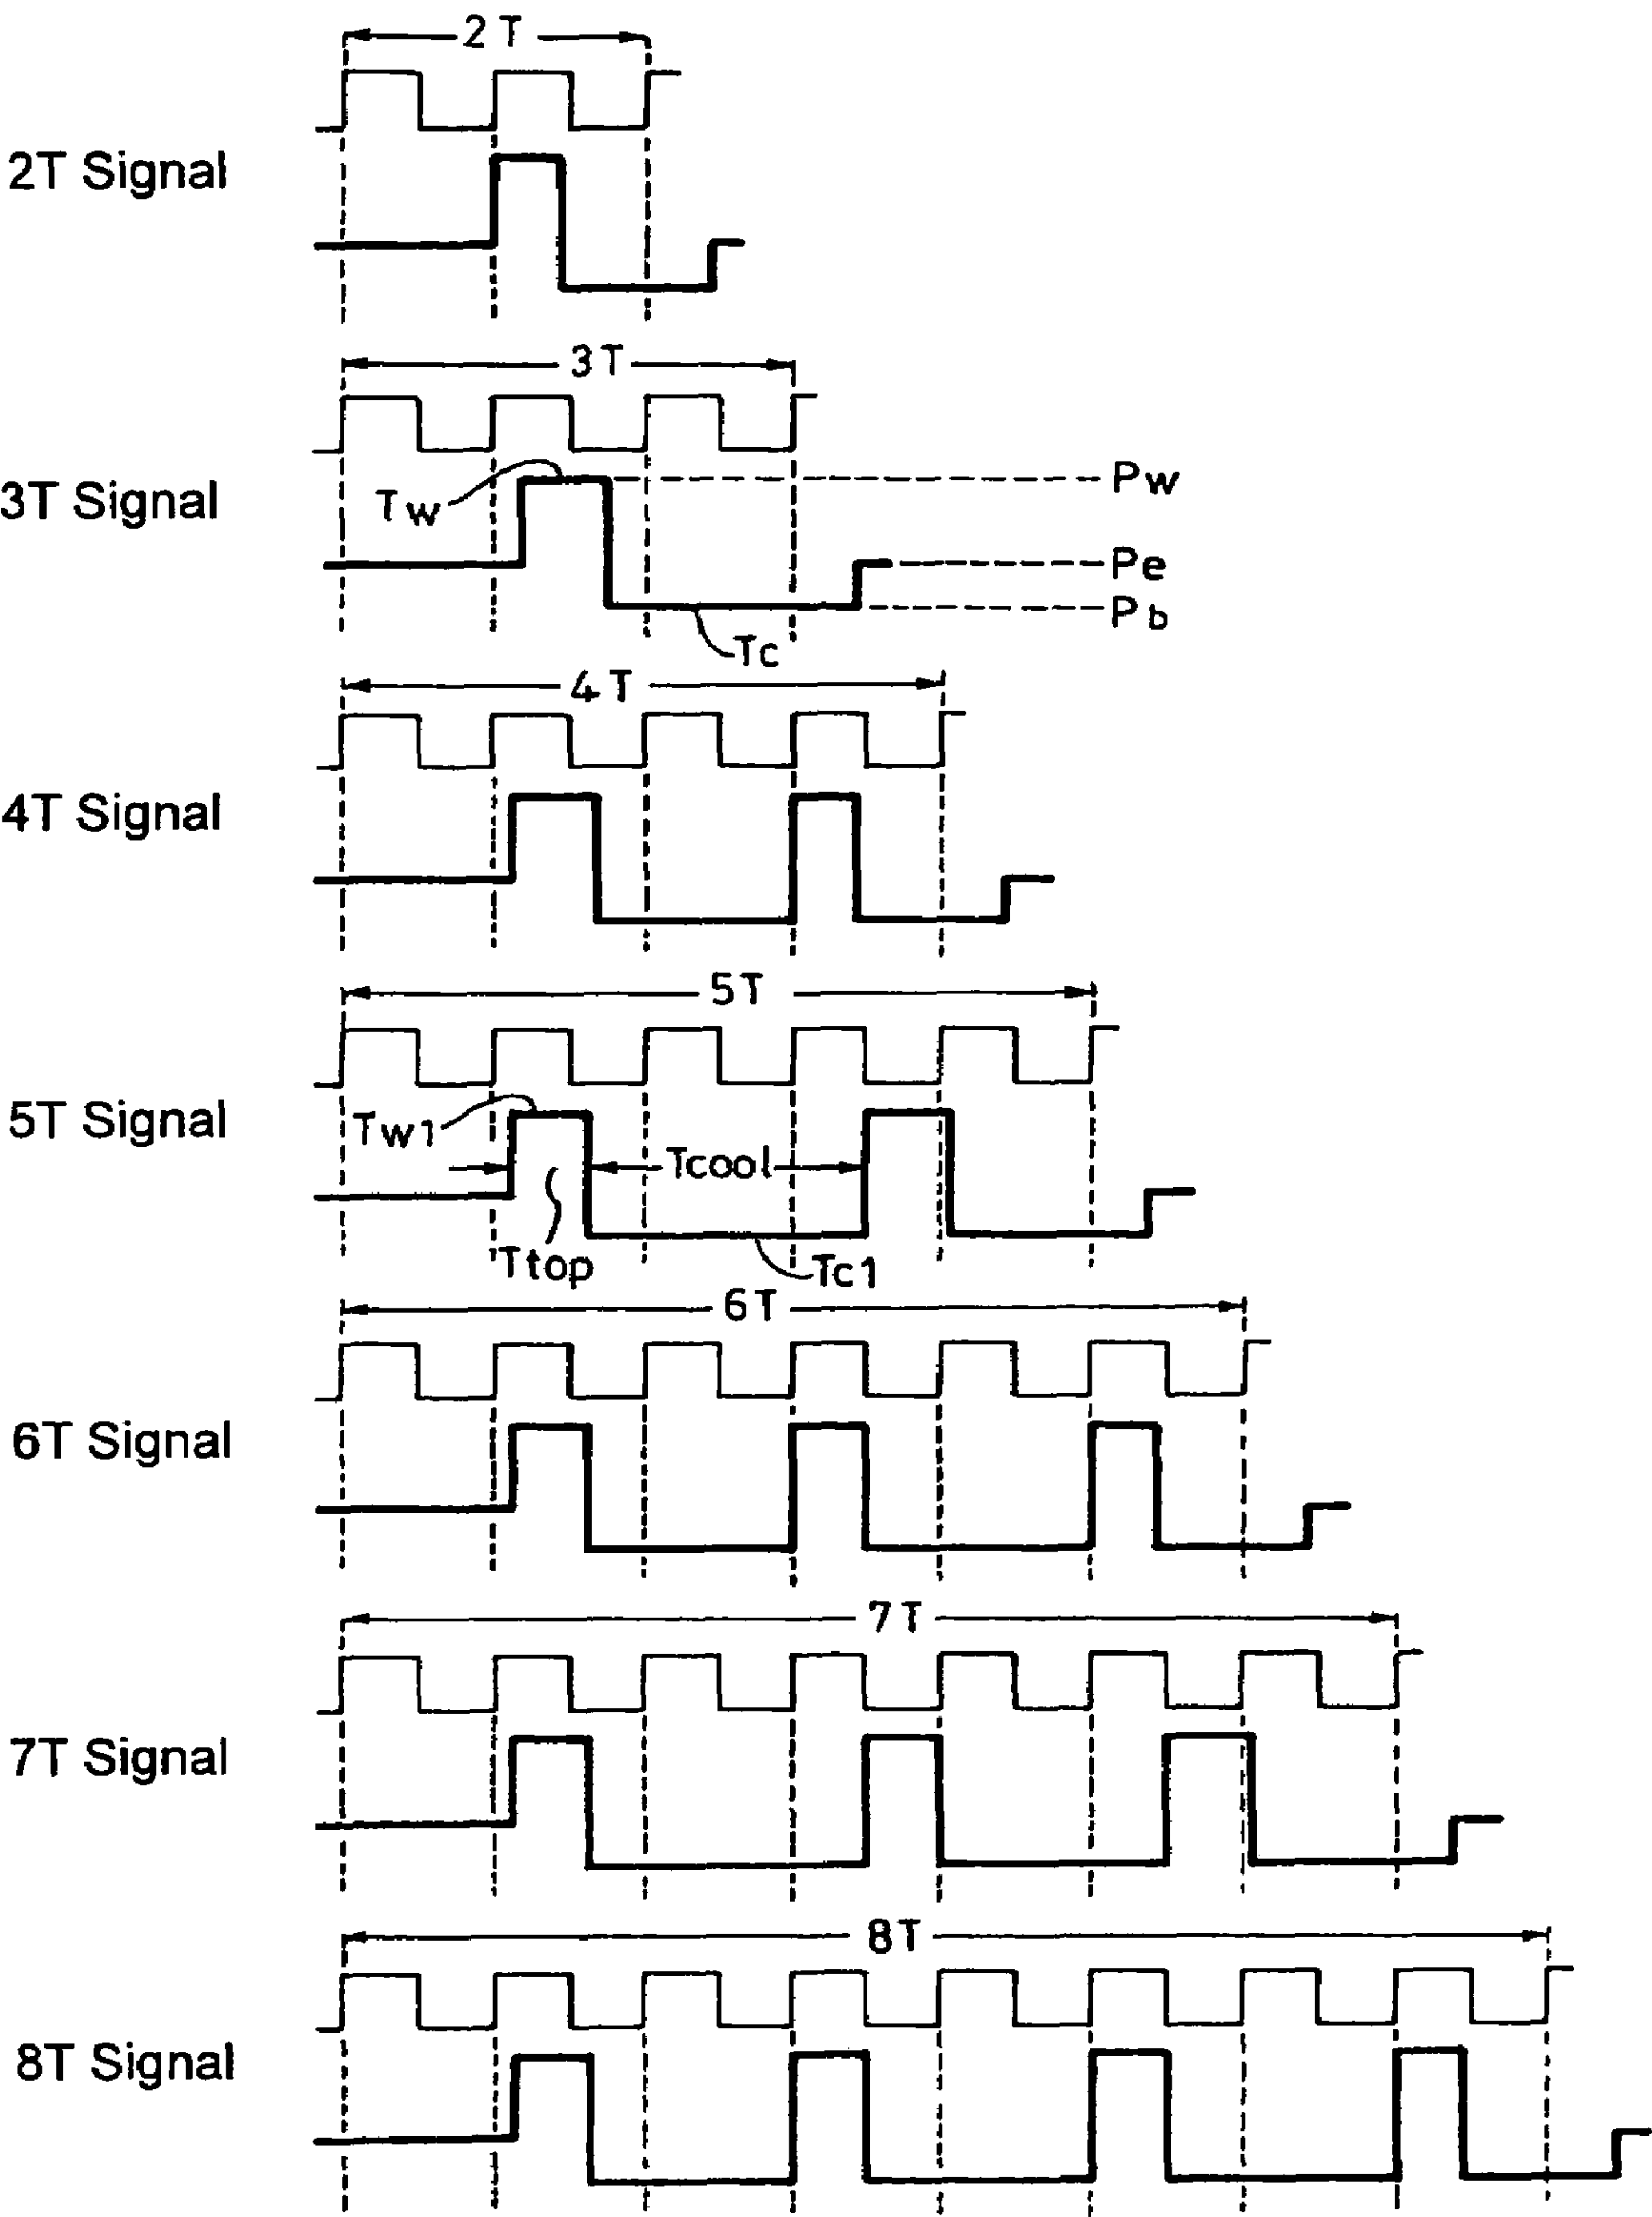 2T
2T Signal
3T
3T Signal
Tw
Pw
Pe
Pb
Tc
4T
4T Signal
5T
5T Signal
Tw1
Tcool
Ttop
Tc1
6T
6T Signal
7T
7T Signal
8T
8T Signal